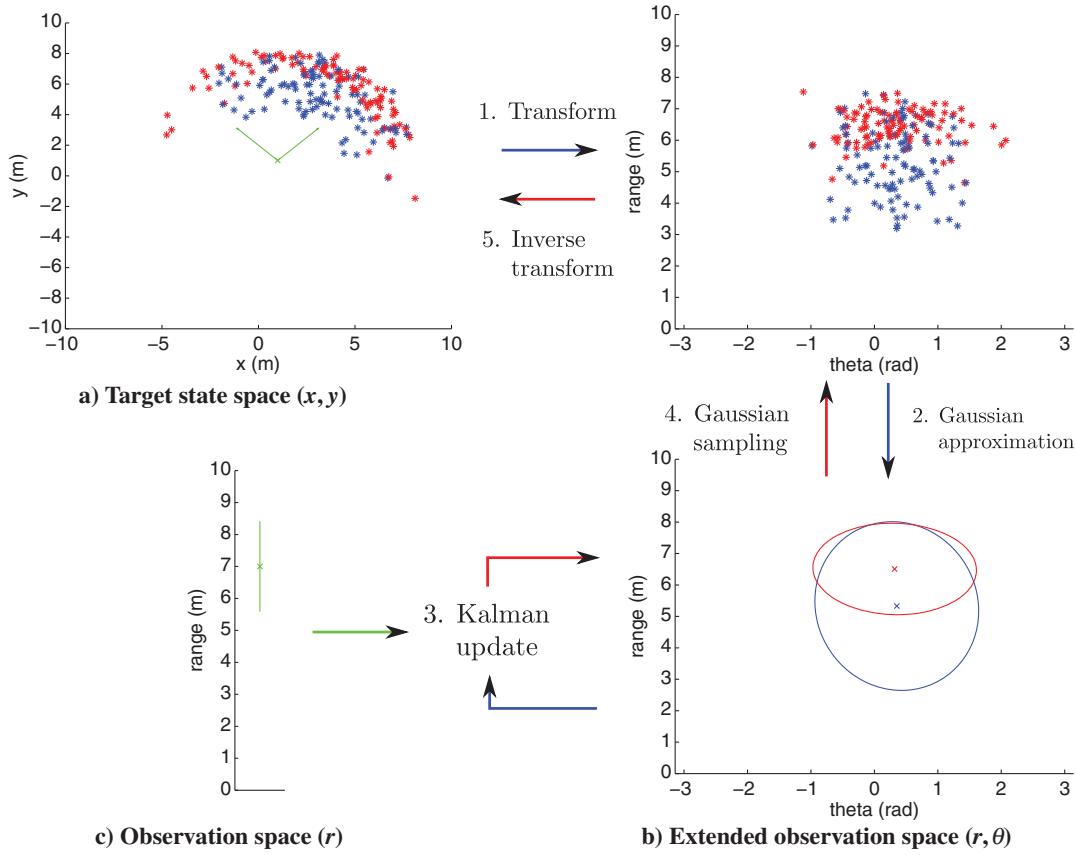 10
8
6
4
2
0
−2
−4
−6
−8
−10
y (m)
−10 −5 0 5 10
x (m)
a) Target state space (x, y)
1. Transform
5. Inverse
transform
10
9
8
7
6
5
4
3
2
1
0
range (m)
−3 −2 −1 0 1 2 3
theta (rad)
4. Gaussian
sampling
2. Gaussian
approximation
10
9
8
7
6
5
4
3
2
1
0
range (m)
3. Kalman
update
10
9
8
7
6
5
4
3
2
1
0
range (m)
−3 −2 −1 0 1 2 3
theta (rad)
c) Observation space (r)
b) Extended observation space (r, θ)